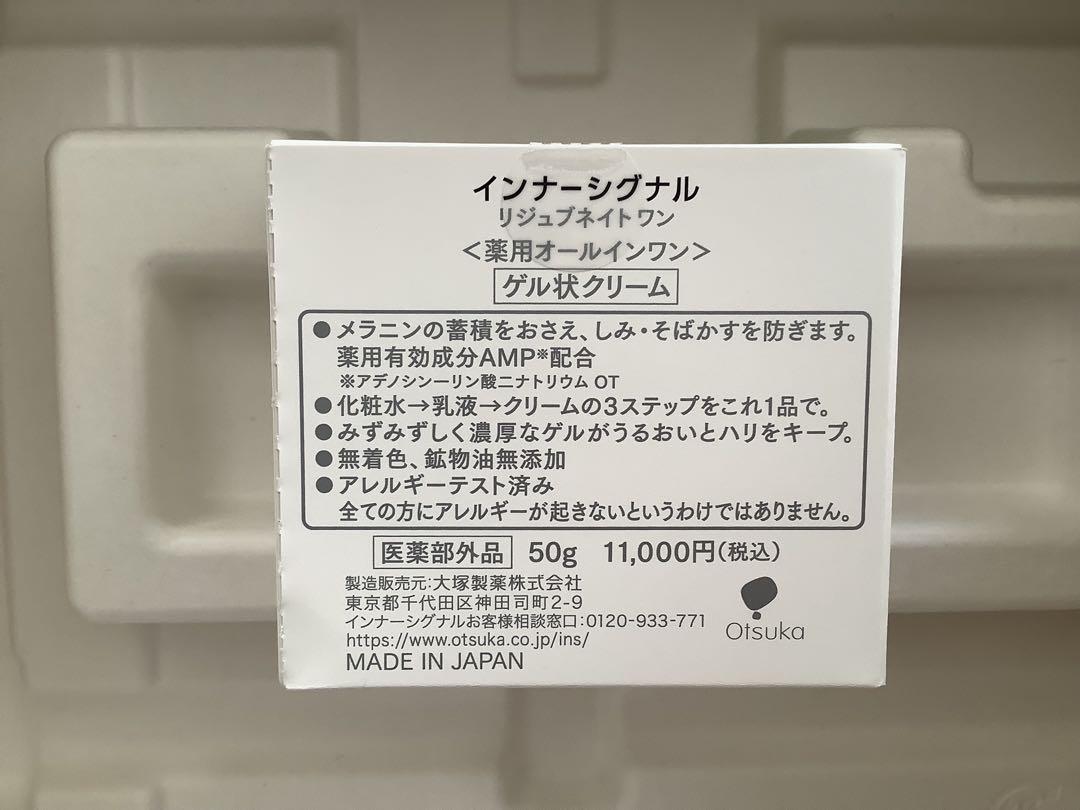 インナーシグナル
リジュブネイト ワン
＜薬用オールインワン＞
ゲル状クリーム
●メラニンの蓄積をおさえ、しみ・そばかすを防ぎます。
薬用有効成分AMP※配合
※アデノシン一リン酸二ナトリウム OT
●化粧水→乳液→クリームの3ステップをこれ1品で。
●みずみずしく濃厚なゲルがうるおいとハリをキープ。
●無着色、鉱物油無添加
●アレルギーテスト済み
全ての方にアレルギーが起きないというわけではありません。
医薬部外品 50g 11,000円(税込)
製造販売元:大塚製薬株式会社
東京都千代田区神田司町2-9
インナーシグナルお客様相談窓口:0120-933-771
https://www.otsuka.co.jp/ins/
MADE IN JAPAN
Otsuka